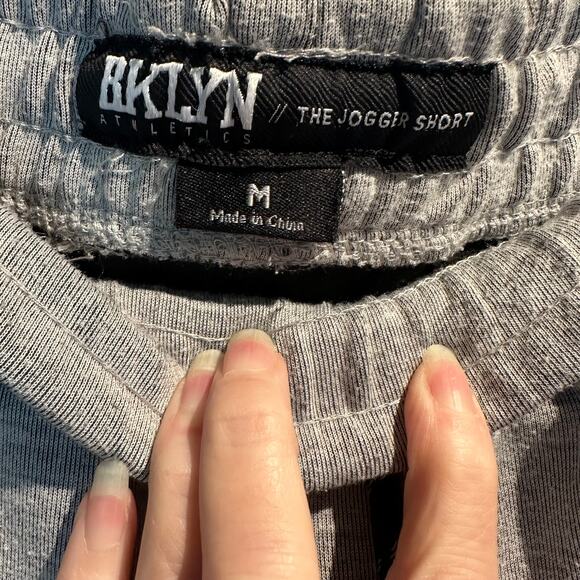 BKLYN
ATHLETICS
// THE JOGGER SHORT
M
Made in China